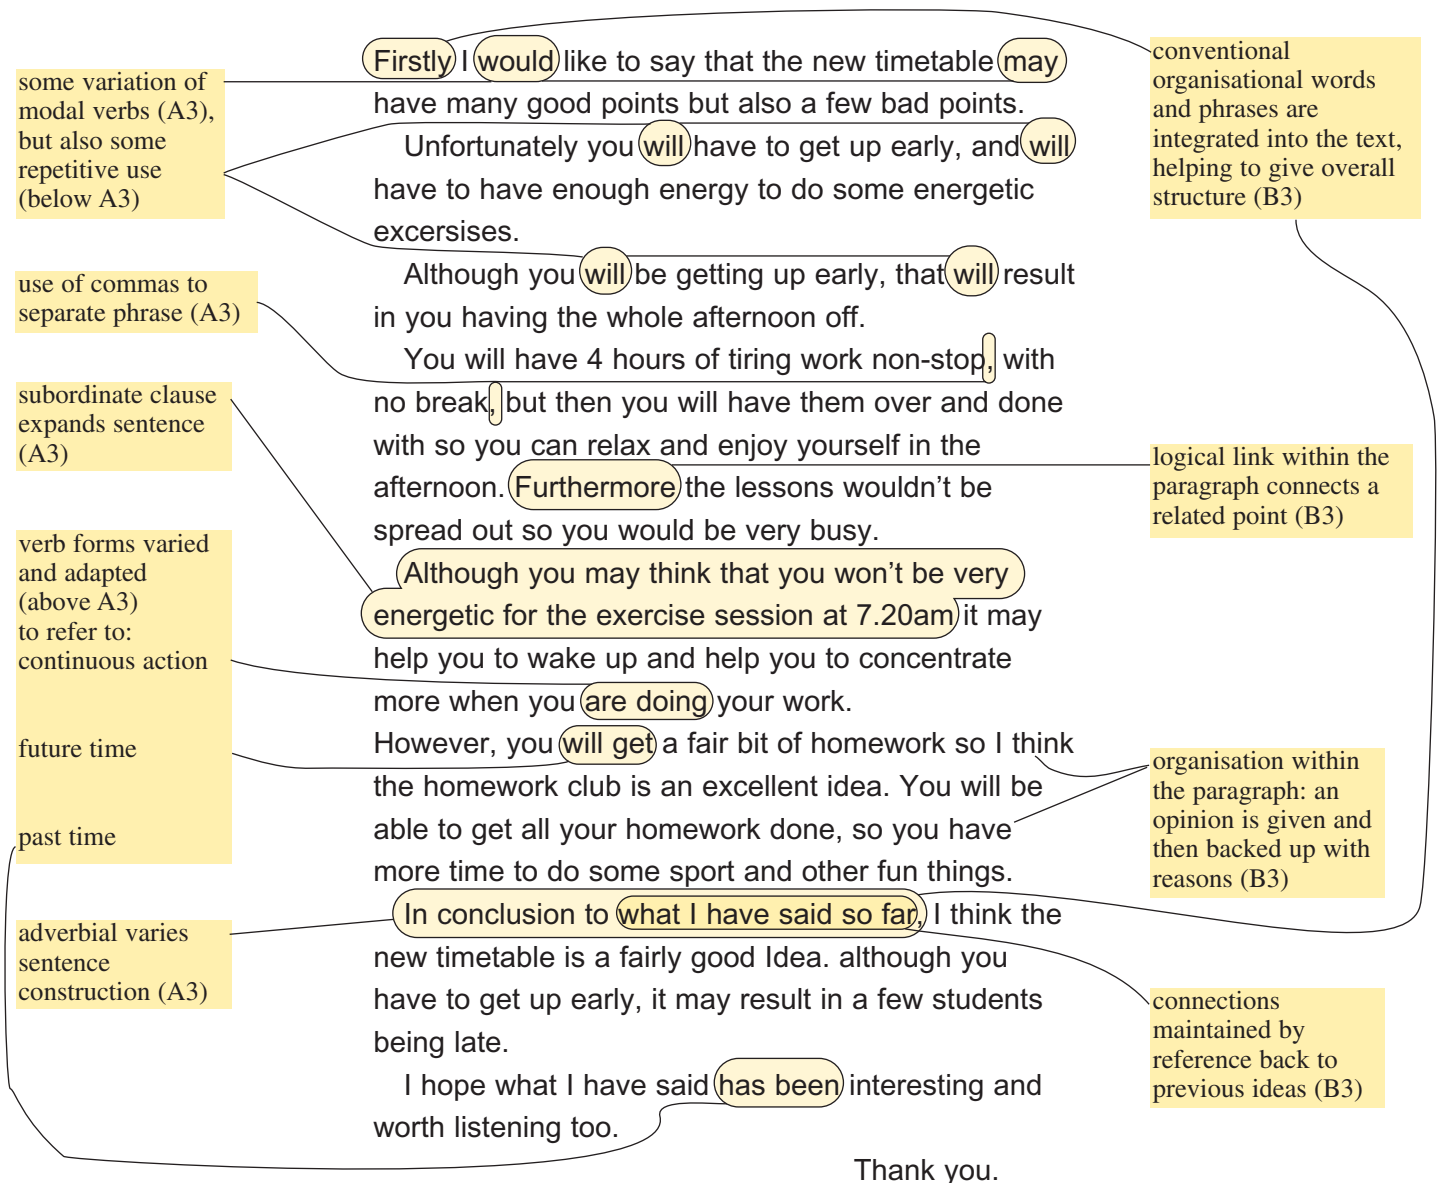 some variation of
modal verbs (A3),
but also some
repetitive use
(below A3)
use of commas to
separate phrase (A3)
subordinate clause
expands sentence
(A3)
verb forms varied
and adapted
(above A3)
to refer to:
continuous action
future time
past time
adverbial varies
sentence
construction (A3)
Firstly I would like to say that the new timetable may
have many good points but also a few bad points.
Unfortunately you will have to get up early, and will
have to have enough energy to do some energetic
excersises.
Although you will be getting up early, that will result
in you having the whole afternoon off.
You will have 4 hours of tiring work non-stop, with
no break, but then you will have them over and done
with so you can relax and enjoy yourself in the
afternoon. Furthermore the lessons wouldn't be
spread out so you would be very busy.
Although you may think that you won't be very
energetic for the exercise session at 7.20am it may
help you to wake up and help you to concentrate
more when you are doing your work.
However, you will get a fair bit of homework so I think
the homework club is an excellent idea. You will be
able to get all your homework done, so you have
more time to do some sport and other fun things.
In conclusion to what I have said so far, I think the
new timetable is a fairly good Idea. although you
have to get up early, it may result in a few students
being late.
I hope what I have said has been interesting and
worth listening too.
Thank you.
conventional
organisational words
and phrases are
integrated into the text,
helping to give overall
structure (B3)
logical link within the
paragraph connects a
related point (B3)
organisation within
the paragraph: an
opinion is given and
then backed up with
reasons (B3)
connections
maintained by
reference back to
previous ideas (B3)